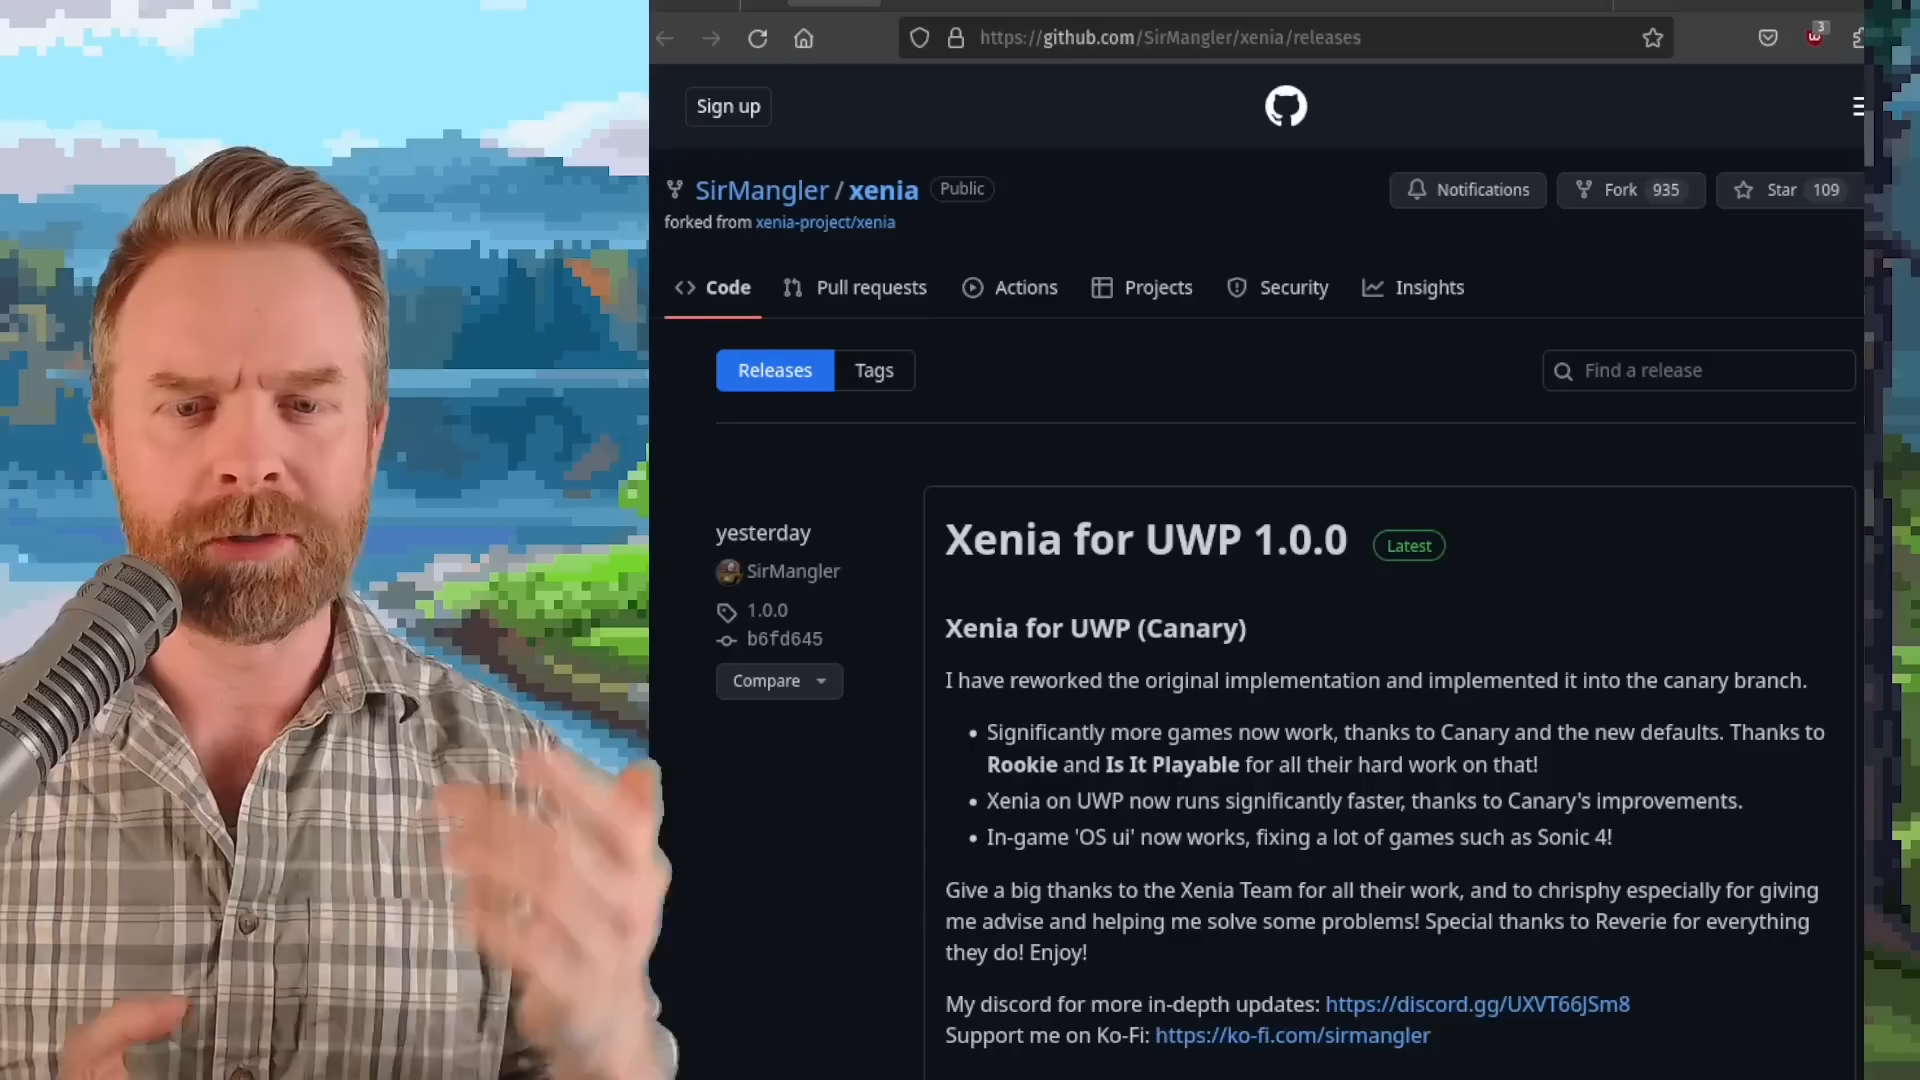 https://github.com/SirMangler/xenia/releases
3
Sign up
SirMangler / xenia Public
Notifications
Fork 935
Star 109
forked from xenia-project/xenia
Code
Pull requests
Actions
Projects
Security
Insights
Releases
Tags
Find a release
yesterday
SirMangler
1.0.0
b6fd645
Compare
Xenia for UWP 1.0.0 Latest
Xenia for UWP (Canary)
I have reworked the original implementation and implemented it into the canary branch.
• Significantly more games now work, thanks to Canary and the new defaults. Thanks to
Rookie and Is It Playable for all their hard work on that!
• Xenia on UWP now runs significantly faster, thanks to Canary's improvements.
• In-game 'OS ui' now works, fixing a lot of games such as Sonic 4!
Give a big thanks to the Xenia Team for all their work, and to chrisphy especially for giving
me advise and helping me solve some problems! Special thanks to Reverie for everything
they do! Enjoy!
My discord for more in-depth updates: https://discord.gg/UXVT66JSm8
Support me on Ko-Fi: https://ko-fi.com/sirmangler